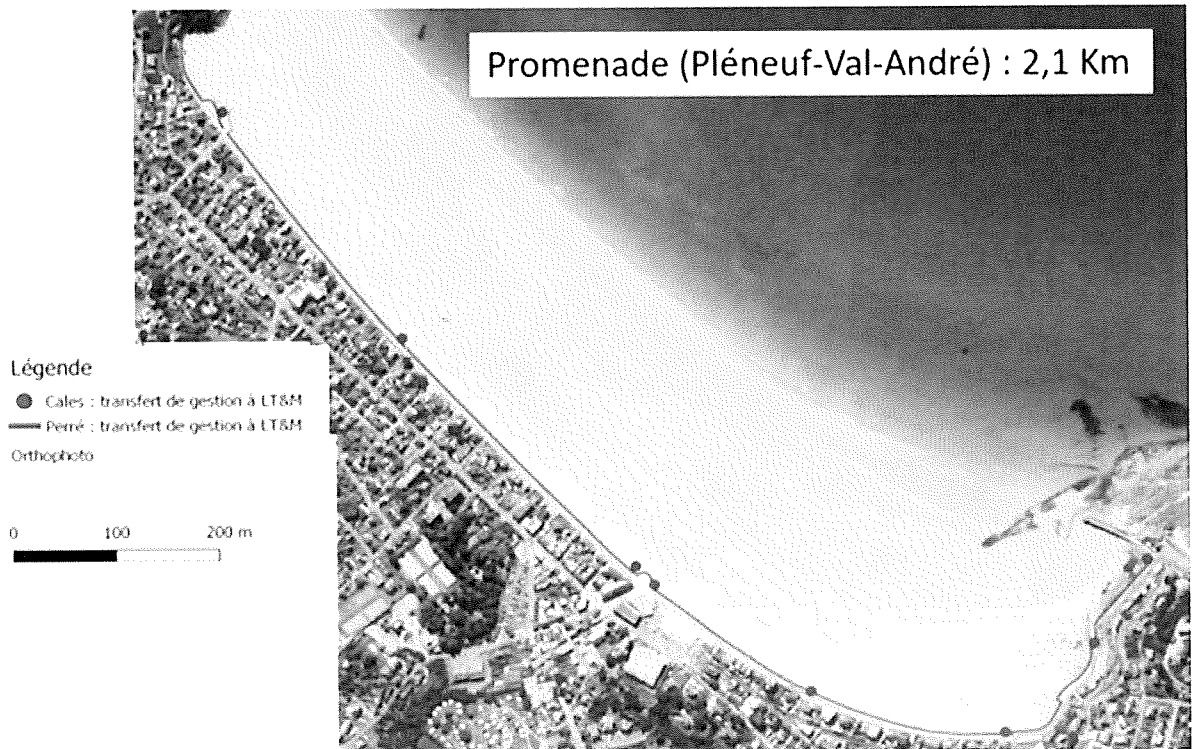 Promenade (Pléneuf-Val-André) : 2,1 Km
Légende
Cales : transfert de gestion à LT&M
Perré : transfert de gestion à LT&M
Orthophoto
0 100 200 m